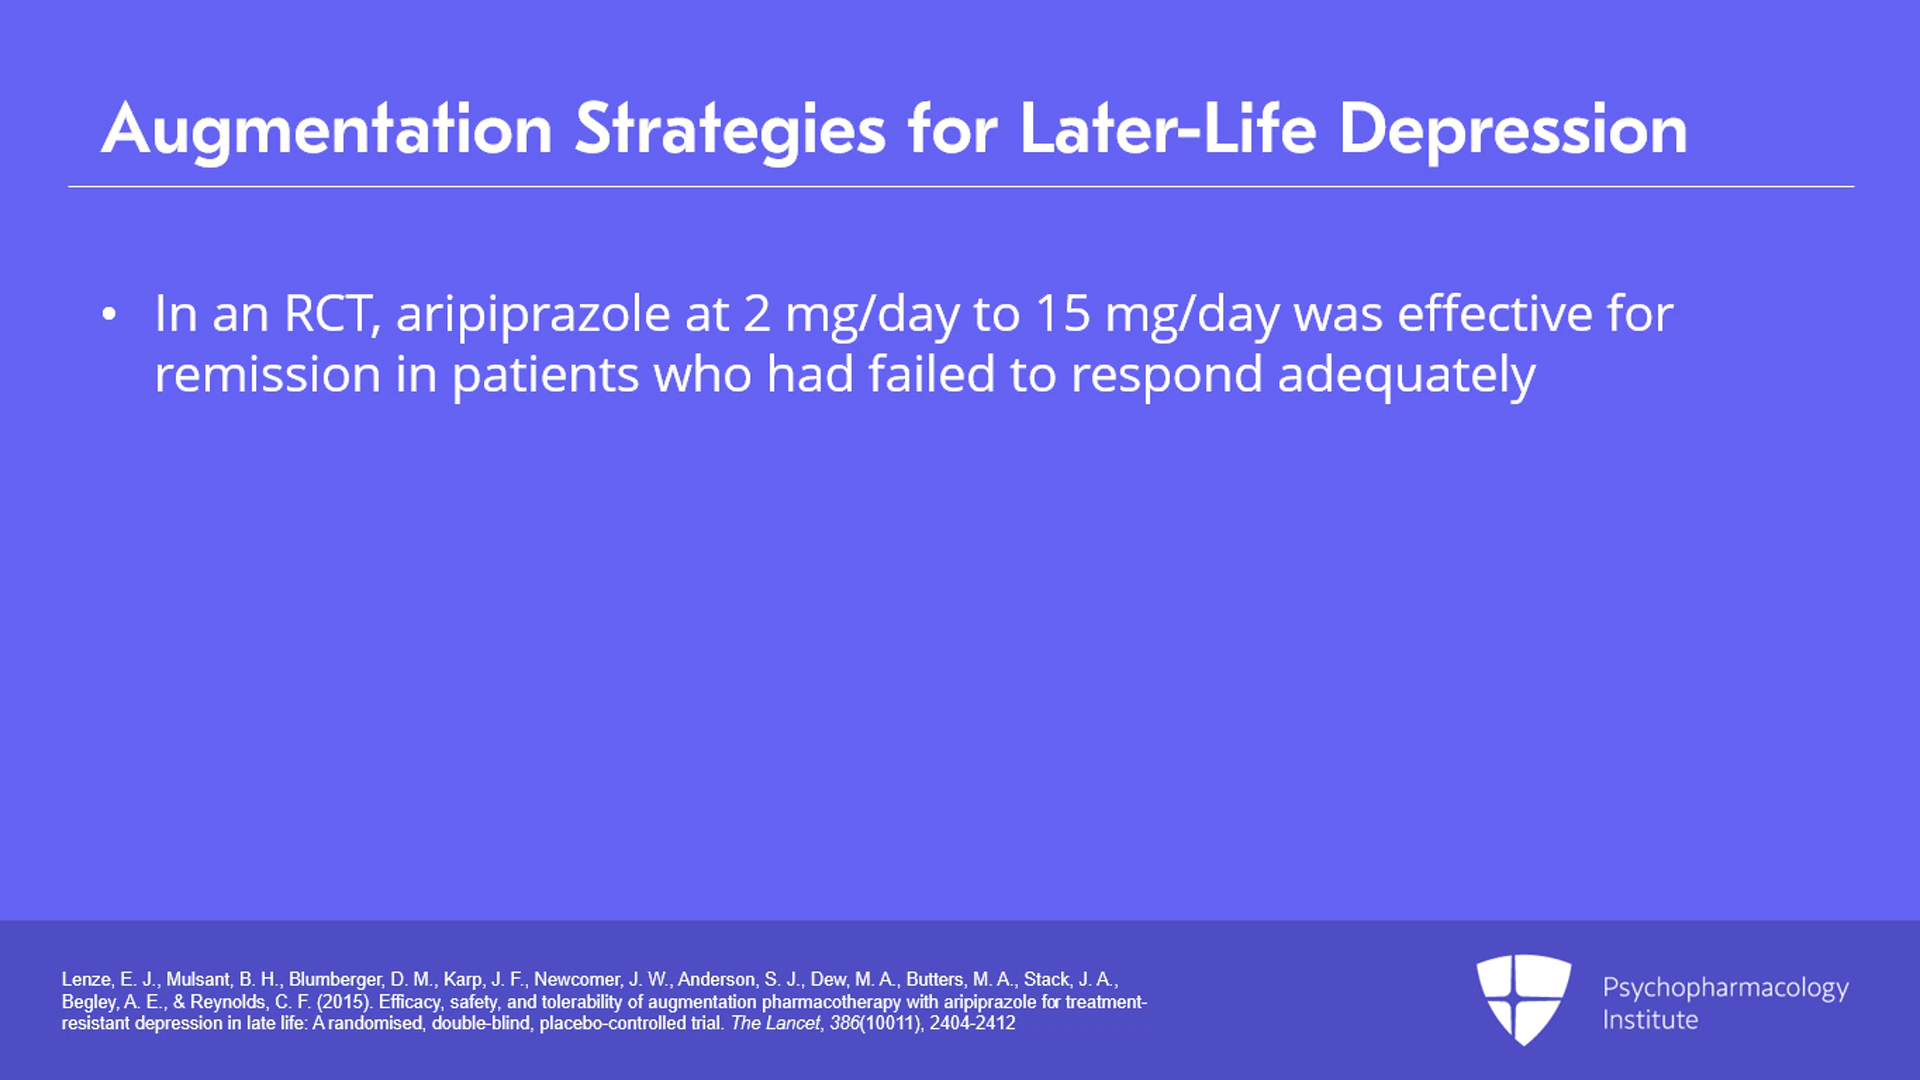 Augmentation Strategies for Later-Life Depression
• In an RCT, aripiprazole at 2 mg/day to 15 mg/day was effective for
remission in patients who had failed to respond adequately
Lenze, E. J., Mulsant, B. H., Blumberger, D. M., Karp, J. F., Newcomer, J. W., Anderson, S. J., Dew, M. A., Butters, M. A., Stack, J. A.,
Begley, A. E., & Reynolds, C. F. (2015). Efficacy, safety, and tolerability of augmentation pharmacotherapy with aripiprazole for treatment-
resistant depression in late life: A randomised, double-blind, placebo-controlled trial. The Lancet, 386(10011), 2404-2412
Psychopharmacology
Institute